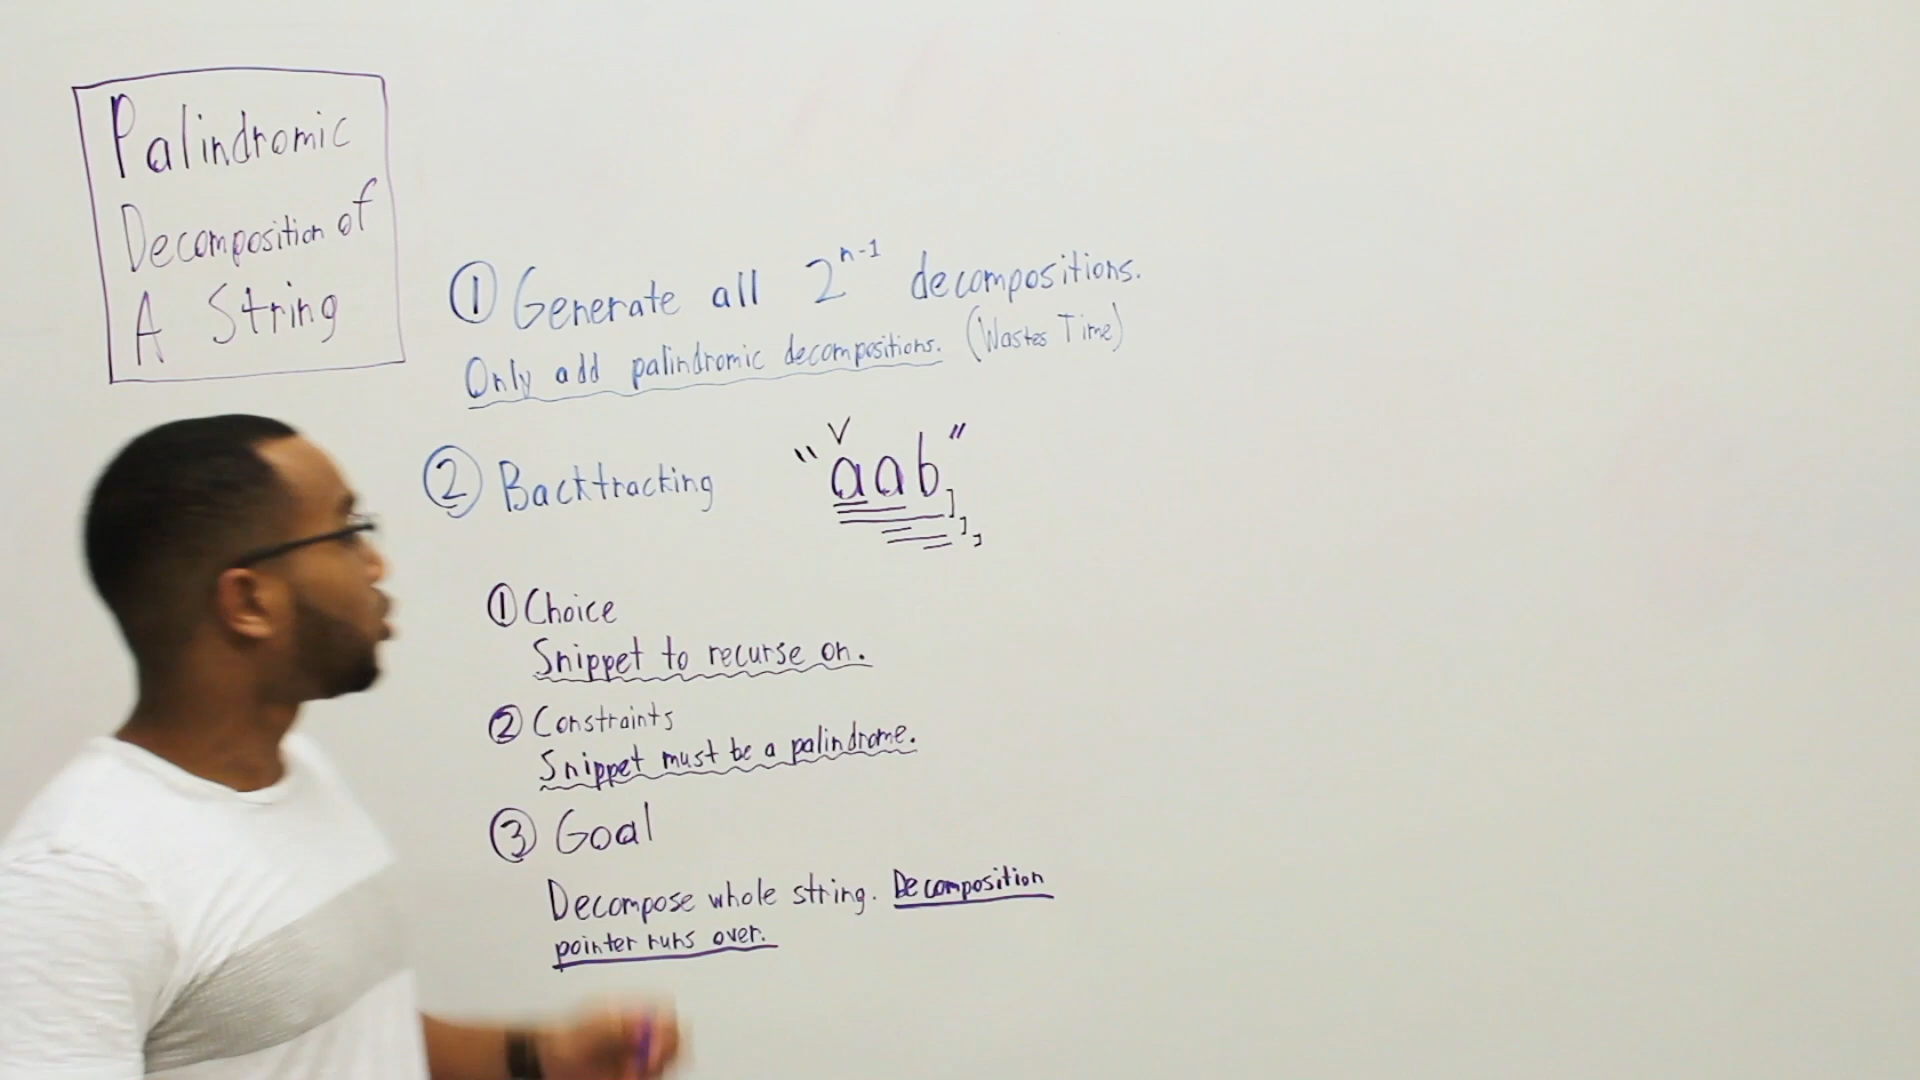 Palindromic
Decomposition of
A String
① Generate all 2^n-1 decompositions.
Only add palindromic decompositions. (Wastes Time)
② Backtracking
"aab"
① Choice
Snippet to recurse on.
② Constraints
Snippet must be a palindrome.
③ Goal
Decompose whole string. Decomposition
pointer runs over.